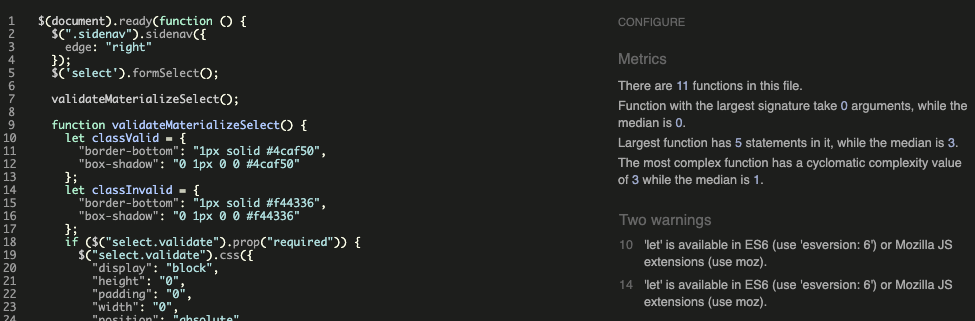 1 $(document).ready(function () {
2 $(".sidenav").sidenav({
3 edge: "right"
4 });
5 $('select').formSelect();
6
7 validateMaterializeSelect();
8
9 function validateMaterializeSelect() {
10 let classValid = {
11 "border-bottom": "1px solid #4caf50",
12 "box-shadow": "0 1px 0 0 #4caf50"
13 };
14 let classInvalid = {
15 "border-bottom": "1px solid #f44336",
16 "box-shadow": "0 1px 0 0 #f44336"
17 };
18 if ($("select.validate").prop("required")) {
19 $("select.validate").css({
20 "display": "block",
21 "height": "0",
22 "padding": "0",
23 "width": "0",
24 "position": "absolute"
CONFIGURE
Metrics
There are 11 functions in this file.
Function with the largest signature take 0 arguments, while the
median is 0.
Largest function has 5 statements in it, while the median is 3.
The most complex function has a cyclomatic complexity value
of 3 while the median is 1.
Two warnings
10 'let' is available in ES6 (use 'esversion: 6') or Mozilla JS
extensions (use moz).
14 'let' is available in ES6 (use 'esversion: 6') or Mozilla JS
extensions (use moz).